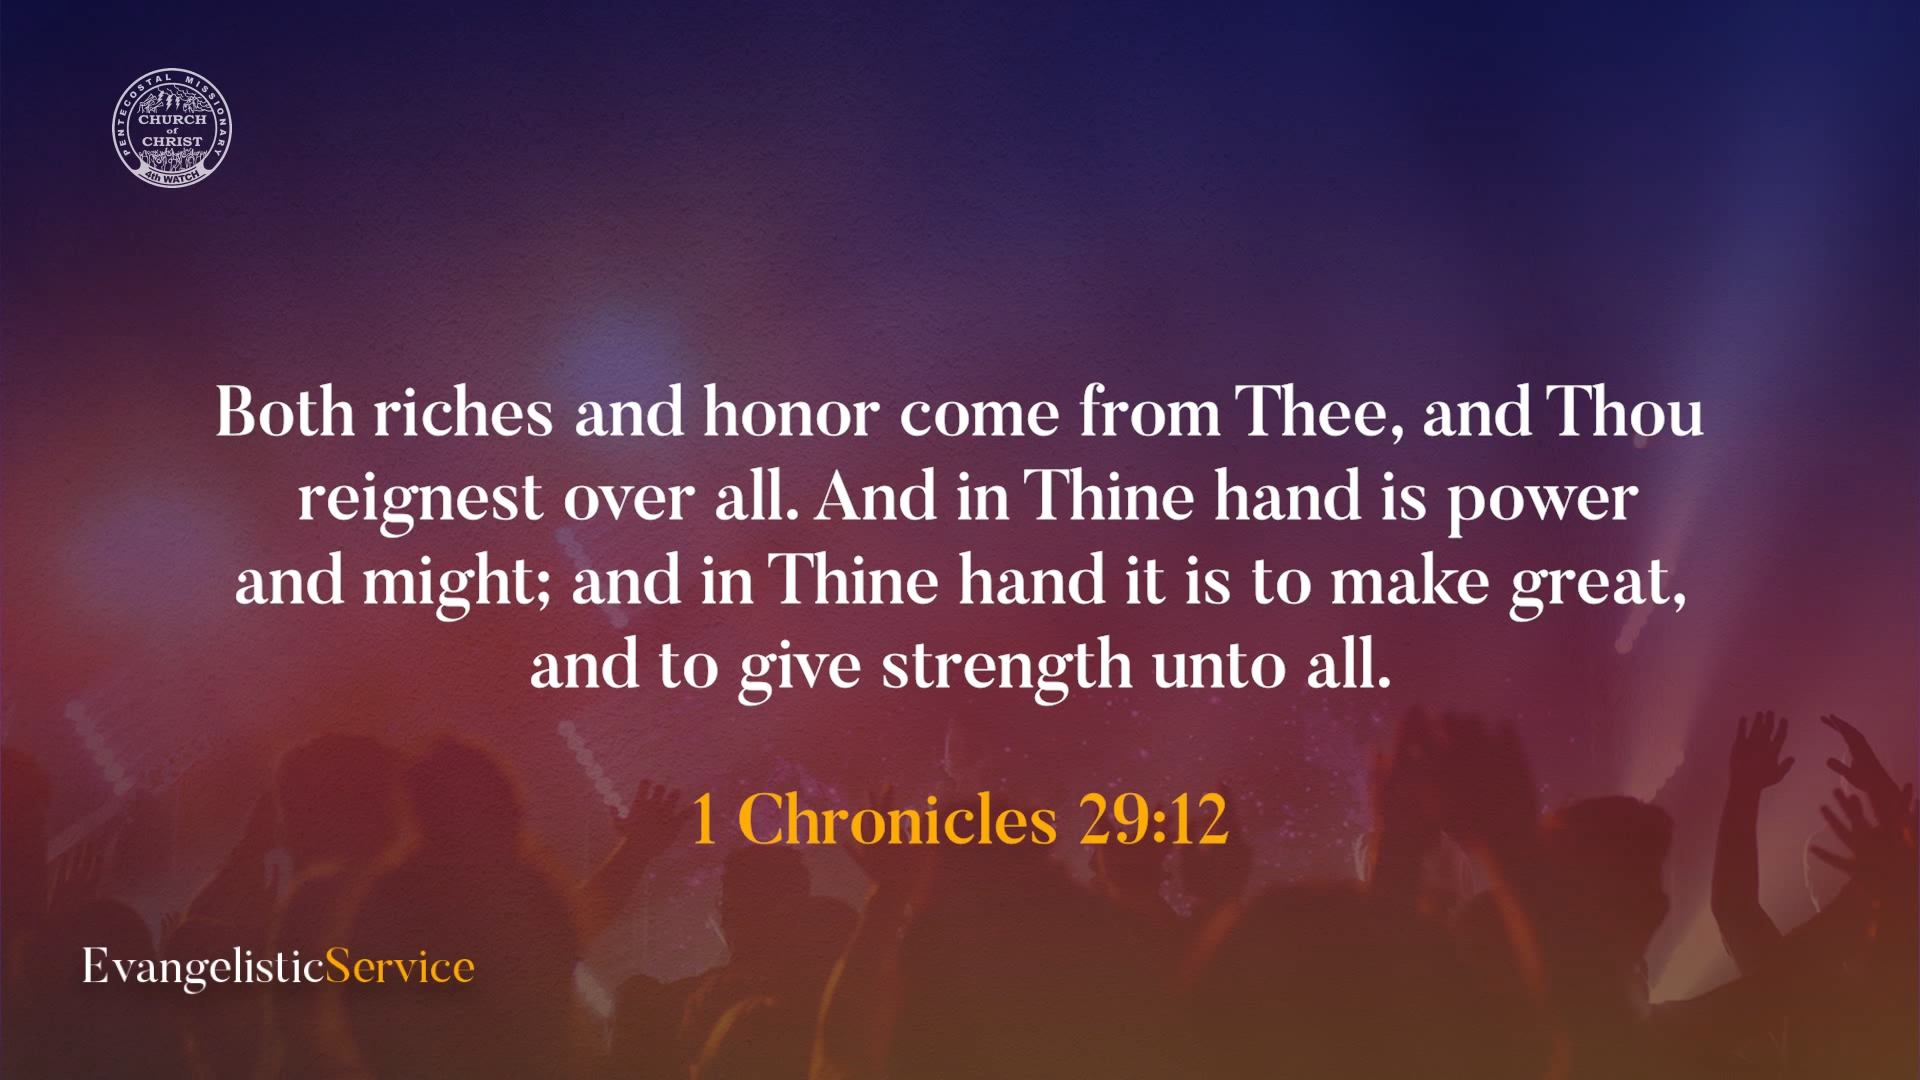 PENTECOSTAL MISSIONARY
CHURCH
of
CHRIST
4th WATCH
Both riches and honor come from Thee, and Thou
reignest over all. And in Thine hand is power
and might; and in Thine hand it is to make great,
and to give strength unto all.
1 Chronicles 29:12
EvangelisticService